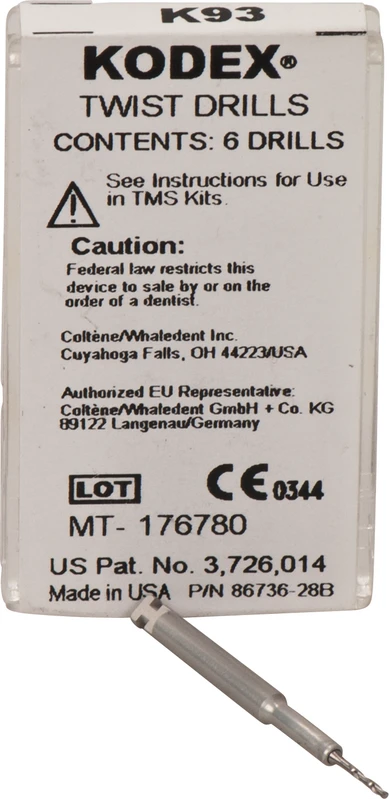 K93
KODEX®
TWIST DRILLS
CONTENTS: 6 DRILLS
See Instructions for Use
in TMS Kits.
Caution:
Federal law restricts this
device to sale by or on the
order of a dentist.
Coltène/Whaledent Inc.
Cuyahoga Falls, OH 44223/USA
Authorized EU Representative:
Coltène/Whaledent GmbH + Co. KG
89122 Langenau/Germany
LOT CE 0344
MT- 176780
US Pat. No. 3,726,014
Made in USA P/N 86736-28B